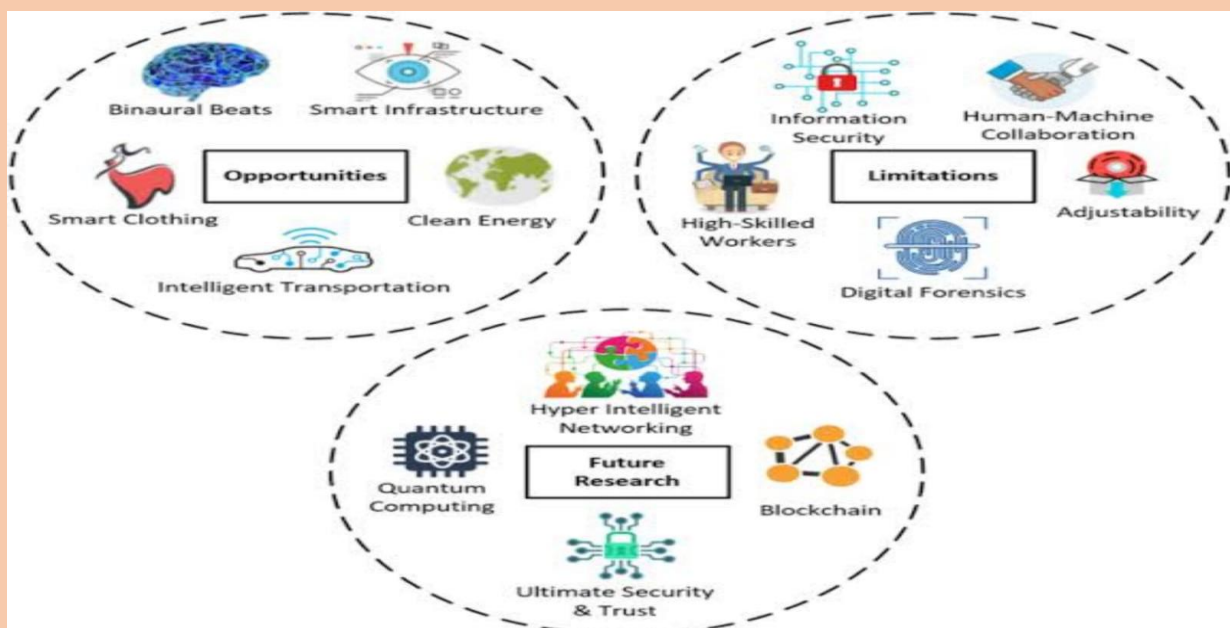 Binaural Beats
Smart Infrastructure
Opportunities
Smart Clothing
Clean Energy
Intelligent Transportation
Information
Security
Human-Machine
Collaboration
Limitations
High-Skilled
Workers
Adjustability
Digital Forensics
Hyper Intelligent
Networking
Future
Research
Quantum
Computing
Blockchain
Ultimate Security
& Trust